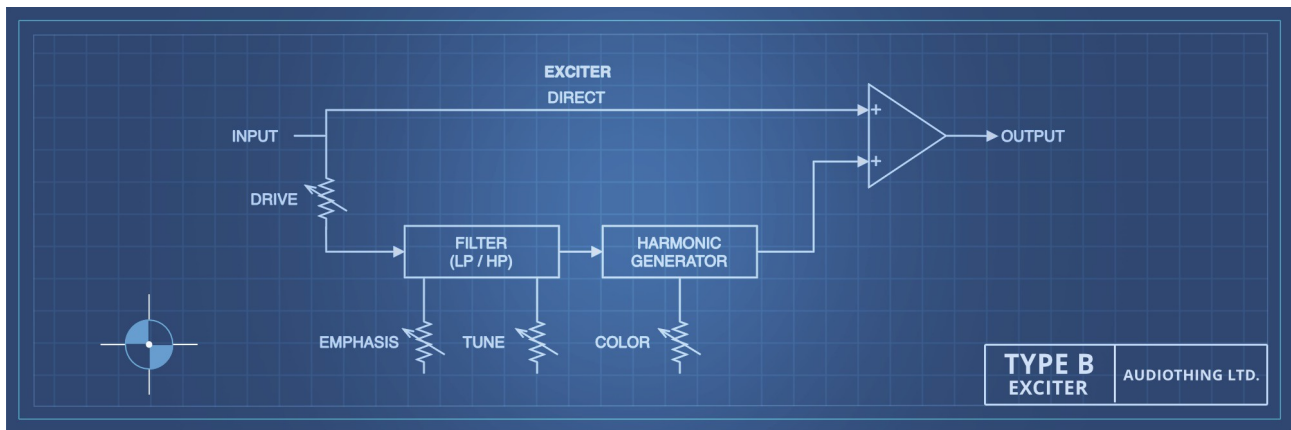 EXCITER
DIRECT
+
INPUT
OUTPUT
+
DRIVE
FILTER
(LP / HP)
HARMONIC
GENERATOR
EMPHASIS
TUNE
COLOR
TYPE B
EXCITER
AUDIOTHING LTD.